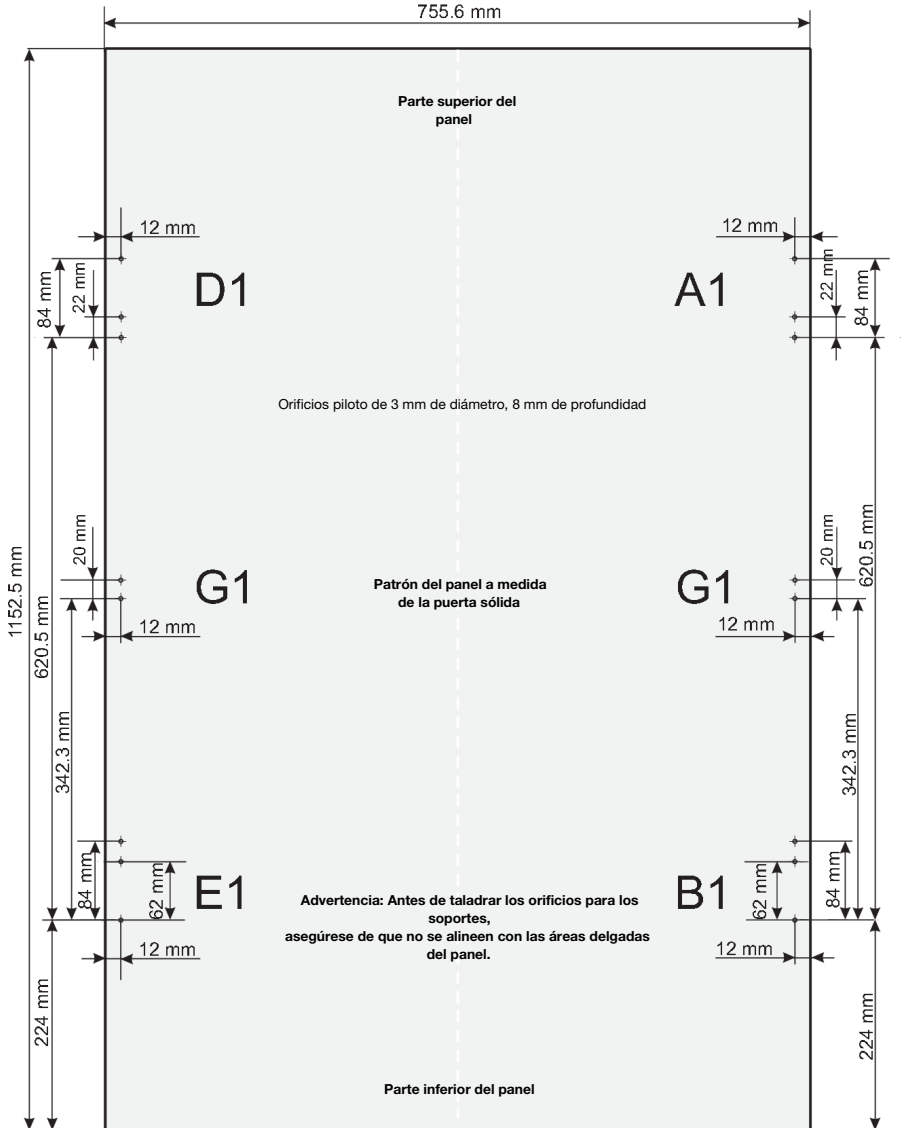 755.6 mm
Parte superior del
panel
12 mm
12 mm
84 mm
22 mm
D1
A1
22 mm
84 mm
Orificios piloto de 3 mm de diámetro, 8 mm de profundidad
1152.5 mm
620.5 mm
20 mm
G1
Patrón del panel a medida
de la puerta sólida
G1
20 mm
620.5 mm
12 mm
12 mm
342.3 mm
342.3 mm
84 mm
62 mm
E1
Advertencia: Antes de taladrar los orificios para los
soportes,
asegúrese de que no se alineen con las áreas delgadas
del panel.
B1
62 mm
84 mm
12 mm
12 mm
224 mm
224 mm
Parte inferior del panel